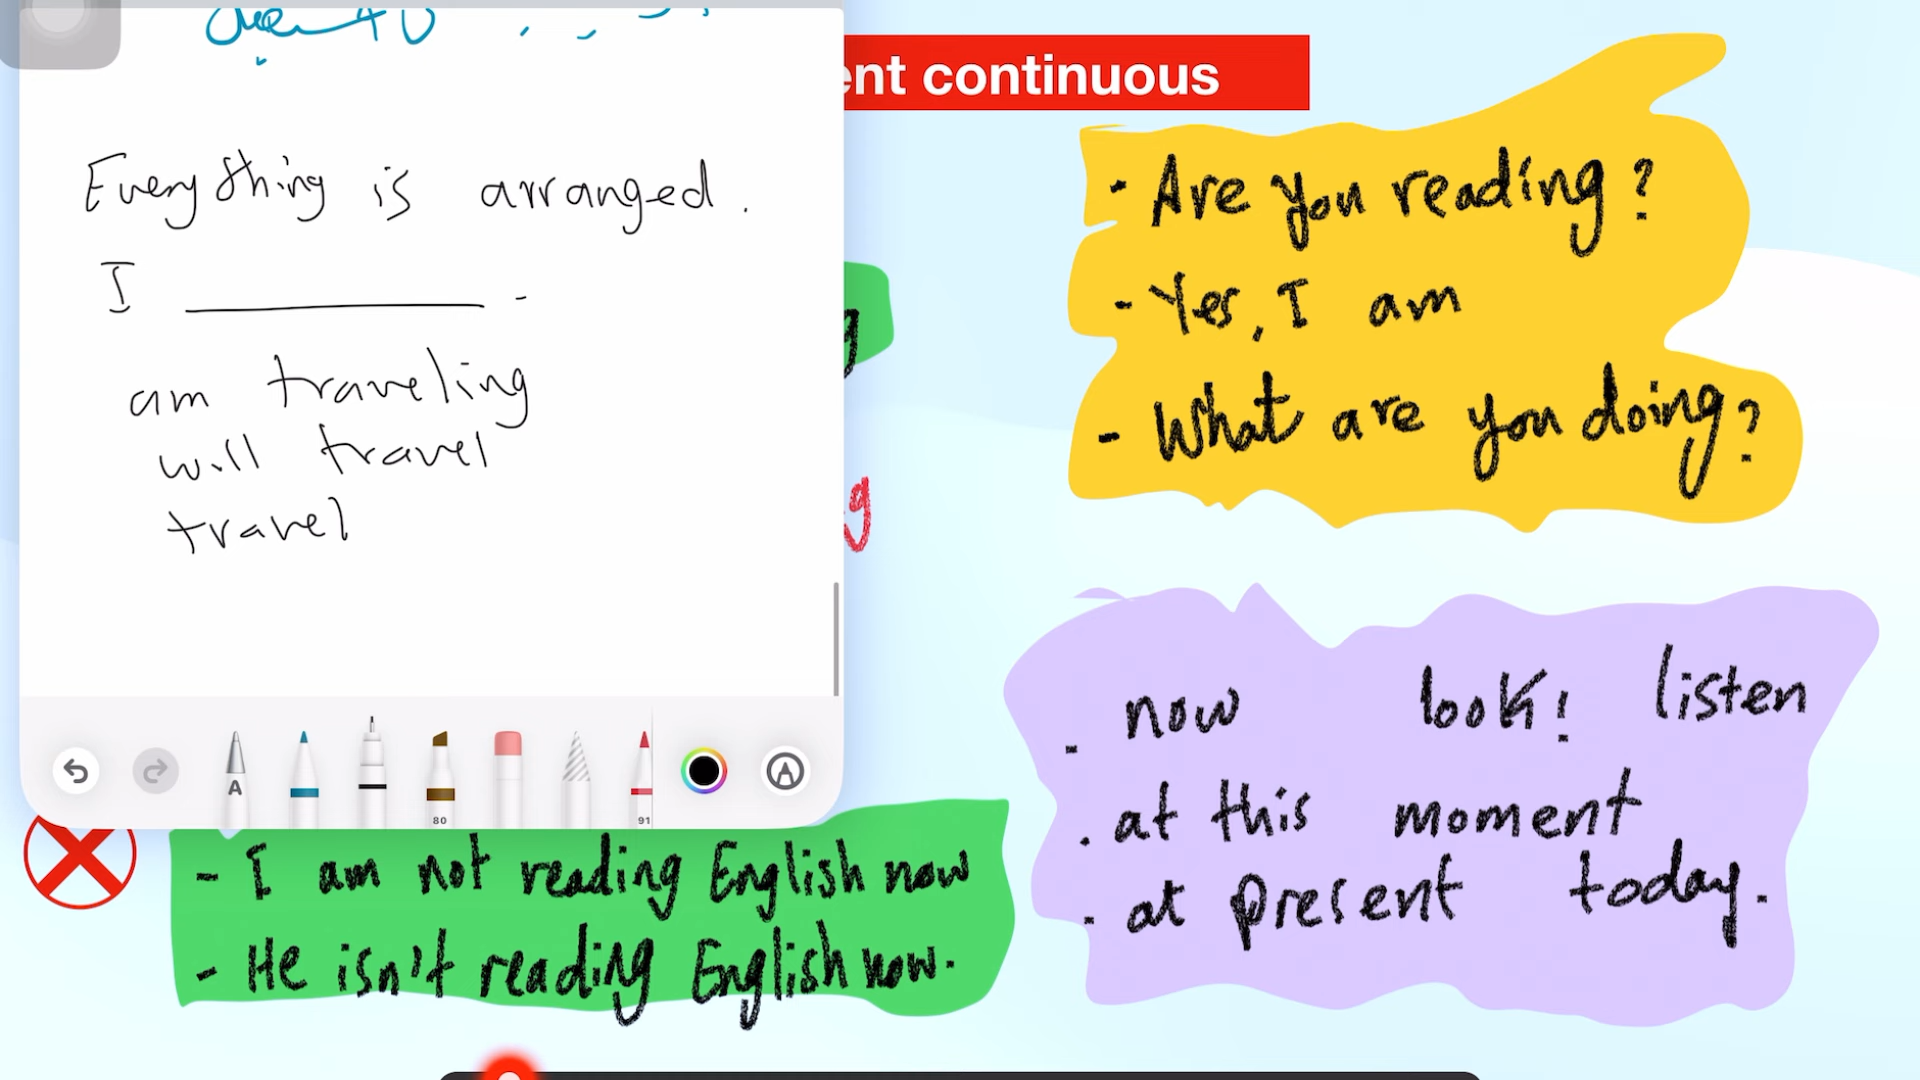 ent continuous
Everything is arranged.
I ____________ .
am traveling
will travel
travel
A
80
91
- Are you reading?
- Yes, I am
- What are you doing?
g
g
. now look! listen
. at this moment
. at present today.
- I am not reading English now
- He isn't reading English now.